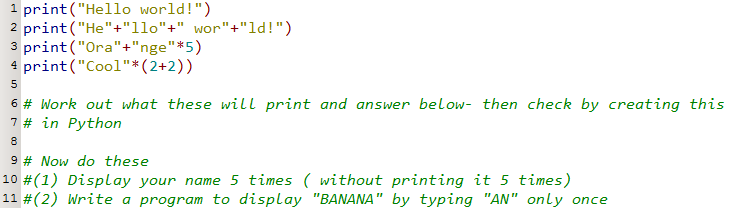 1 print("Hello world!")
2 print("He"+"llo"+" wor"+"ld!")
3 print("Ora"+"nge"*5)
4 print("Cool"*(2+2))
5
6 # Work out what these will print and answer below- then check by creating this
7 # in Python
8
9 # Now do these
10 #(1) Display your name 5 times ( without printing it 5 times)
11 #(2) Write a program to display "BANANA" by typing "AN" only once